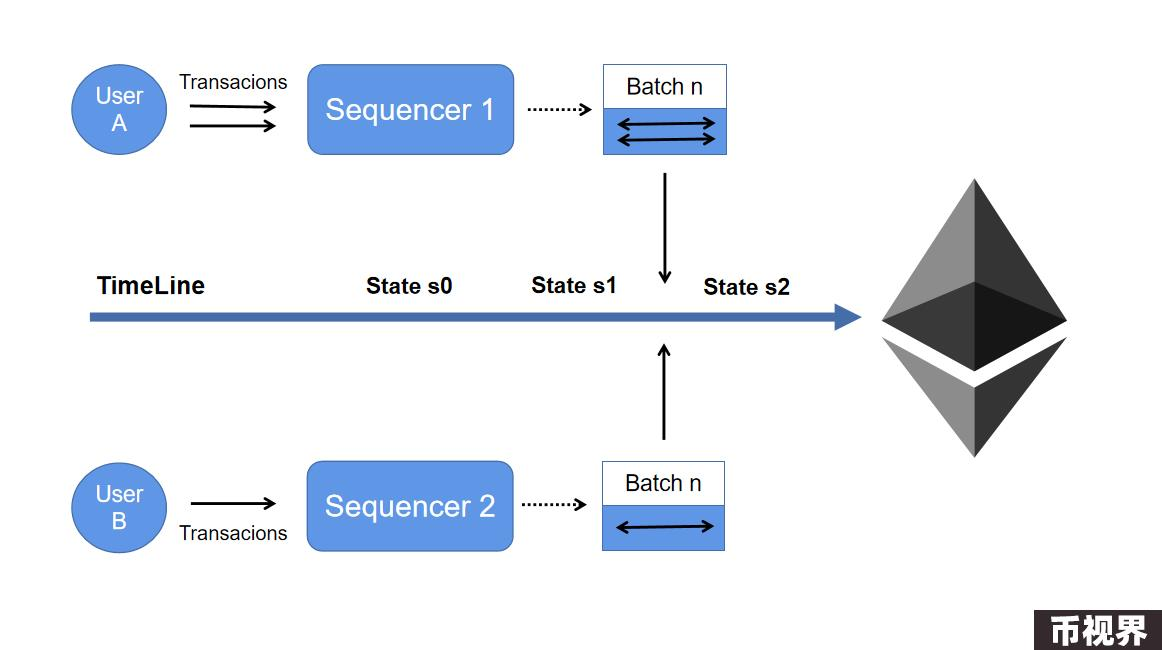 User
A
Transacions
Sequencer 1
Batch n
TimeLine
State s0
State s1
State s2
User
B
Transacions
Sequencer 2
Batch n
币视界